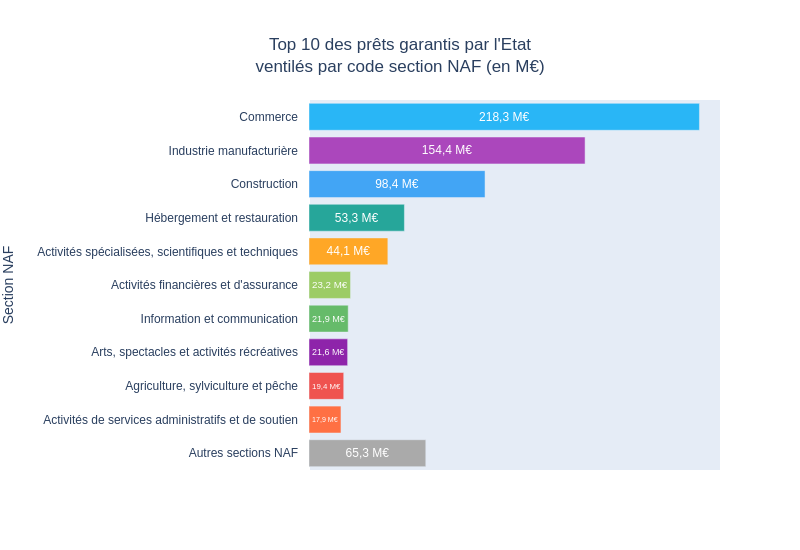 Top 10 des prêts garantis par l'Etat
ventilés par code section NAF (en M€)
Section NAF
Commerce 218,3 M€
Industrie manufacturière 154,4 M€
Construction 98,4 M€
Hébergement et restauration 53,3 M€
Activités spécialisées, scientifiques et techniques 44,1 M€
Activités financières et d'assurance 23,2 M€
Information et communication 21,9 M€
Arts, spectacles et activités récréatives 21,6 M€
Agriculture, sylviculture et pêche 19,4 M€
Activités de services administratifs et de soutien 17,9 M€
Autres sections NAF 65,3 M€